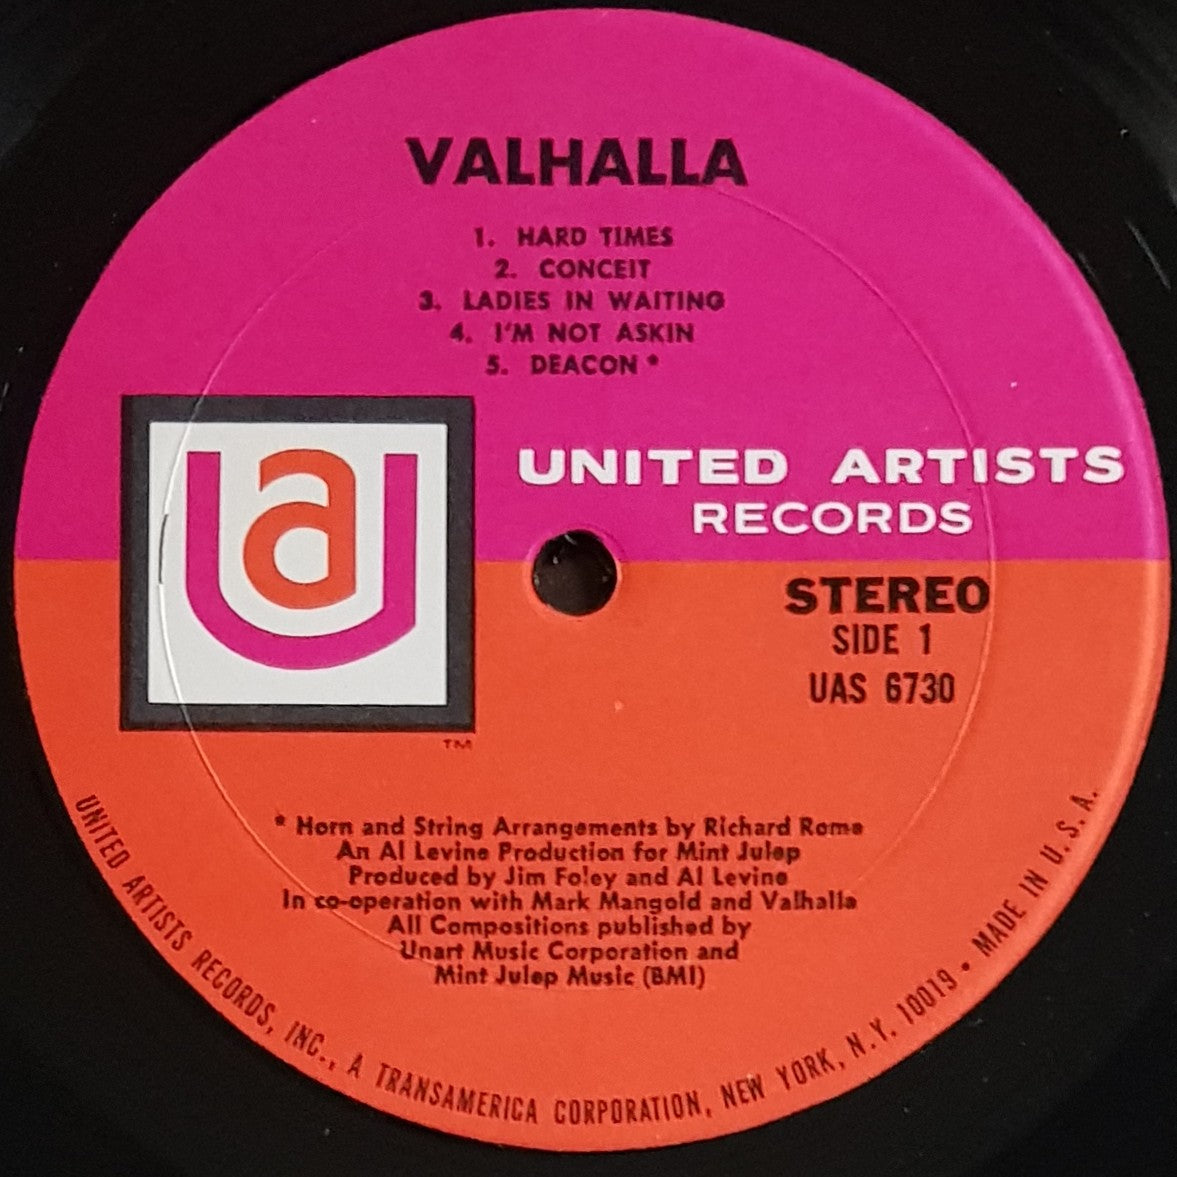 VALHALLA
1. HARD TIMES
2. CONCEIT
3. LADIES IN WAITING
4. I'M NOT ASKIN
5. DEACON *
ua
TM
UNITED ARTISTS
RECORDS
STEREO
SIDE 1
UAS 6730
* Horn and String Arrangements by Richard Rome
An Al Levine Production for Mint Julep
Produced by Jim Foley and Al Levine
In co-operation with Mark Mangold and Valhalla
All Compositions published by
Unart Music Corporation and
Mint Julep Music (BMI)
UNITED ARTISTS RECORDS, INC., A TRANSAMERICA CORPORATION, NEW YORK, N.Y. 10019 • MADE IN U.S.A.